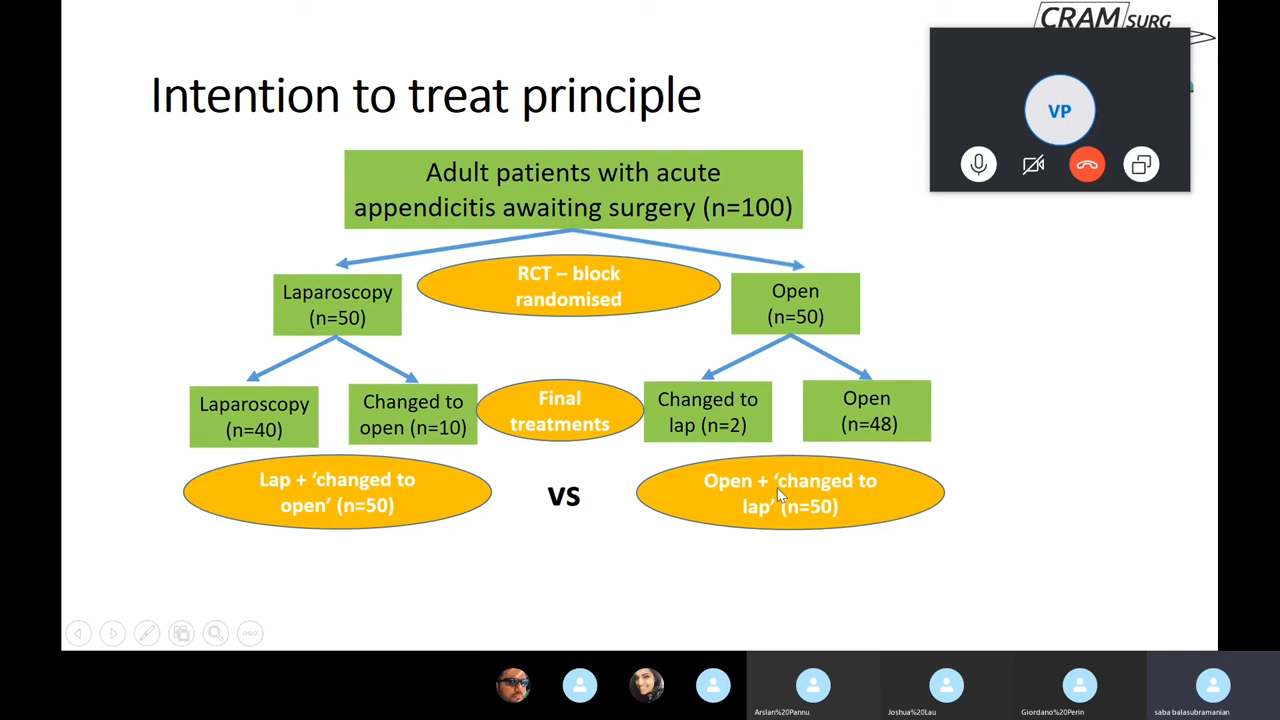 CRAMSURG
VP
Intention to treat principle
Adult patients with acute
appendicitis awaiting surgery (n=100)
RCT – block
randomised
Laparoscopy
(n=50)
Open
(n=50)
Laparoscopy
(n=40)
Changed to
open (n=10)
Final
treatments
Changed to
lap (n=2)
Open
(n=48)
Lap + ‘changed to
open’ (n=50)
vs
Open + ‘changed to
lap’ (n=50)
Arslan%20Pannu
Joshua%20Lau
Giordano%20Perin
saba balasubramanian